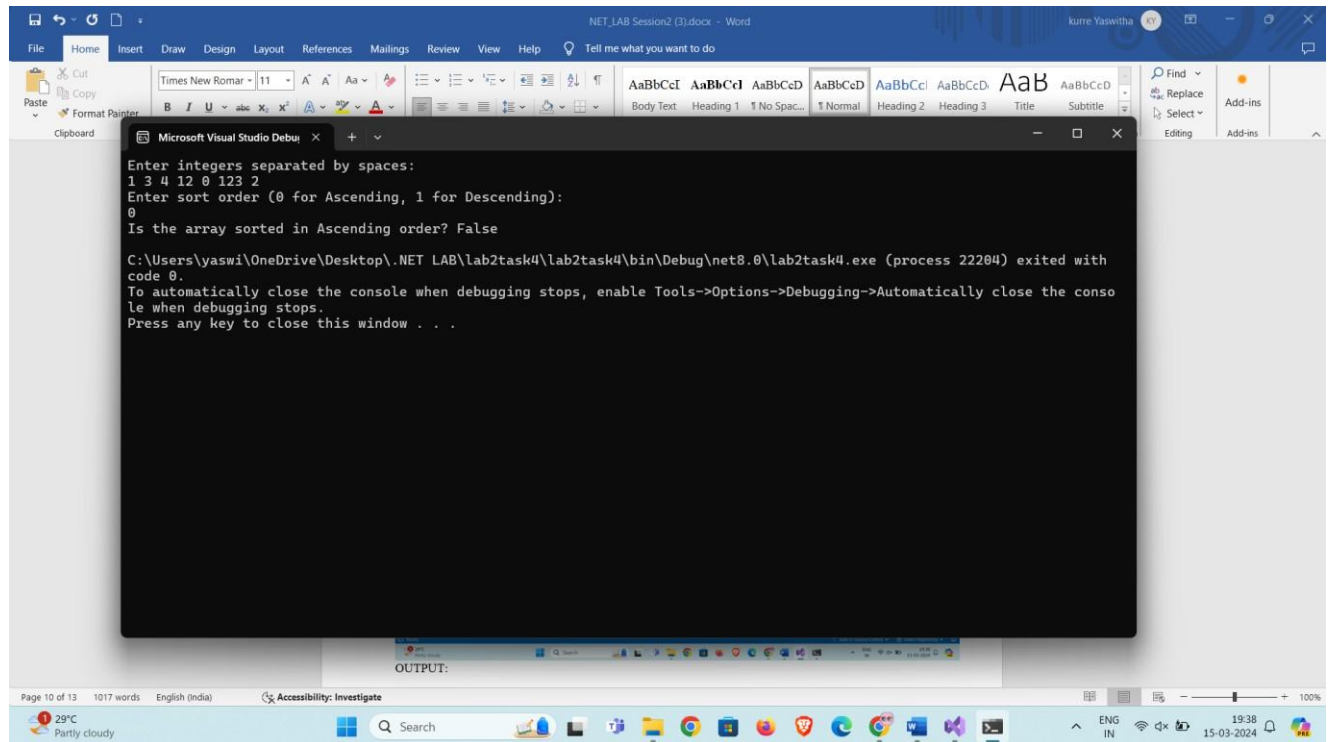 NET_LAB Session2 (3).docx - Word
kurre Yaswitha
KY
File Home Insert Draw Design Layout References Mailings Review View Help Tell me what you want to do
Paste
Cut
Copy
Format Painter
Clipboard
Times New Romar 11
AaBbCcI AaBbCcI AaBbCcD AaBbCcD AaBbCc AaBbCcD AaB AaBbCcD
Body Text Heading 1 ¶ No Spac... ¶ Normal Heading 2 Heading 3 Title Subtitle
Find
Replace
Select
Editing
Add-ins
Add-ins
Microsoft Visual Studio Debu
Enter integers separated by spaces:
1 3 4 12 0 123 2
Enter sort order (0 for Ascending, 1 for Descending):
0
Is the array sorted in Ascending order? False
C:\Users\yaswi\OneDrive\Desktop\.NET LAB\lab2task4\lab2task4\bin\Debug\net8.0\lab2task4.exe (process 22204) exited with
code 0.
To automatically close the console when debugging stops, enable Tools->Options->Debugging->Automatically close the conso
le when debugging stops.
Press any key to close this window . . .
OUTPUT:
Page 10 of 13 1017 words English (India) Accessibility: Investigate 100%
1
29°C
Partly cloudy
Search
ENG
IN
19:38
15-03-2024
PRE